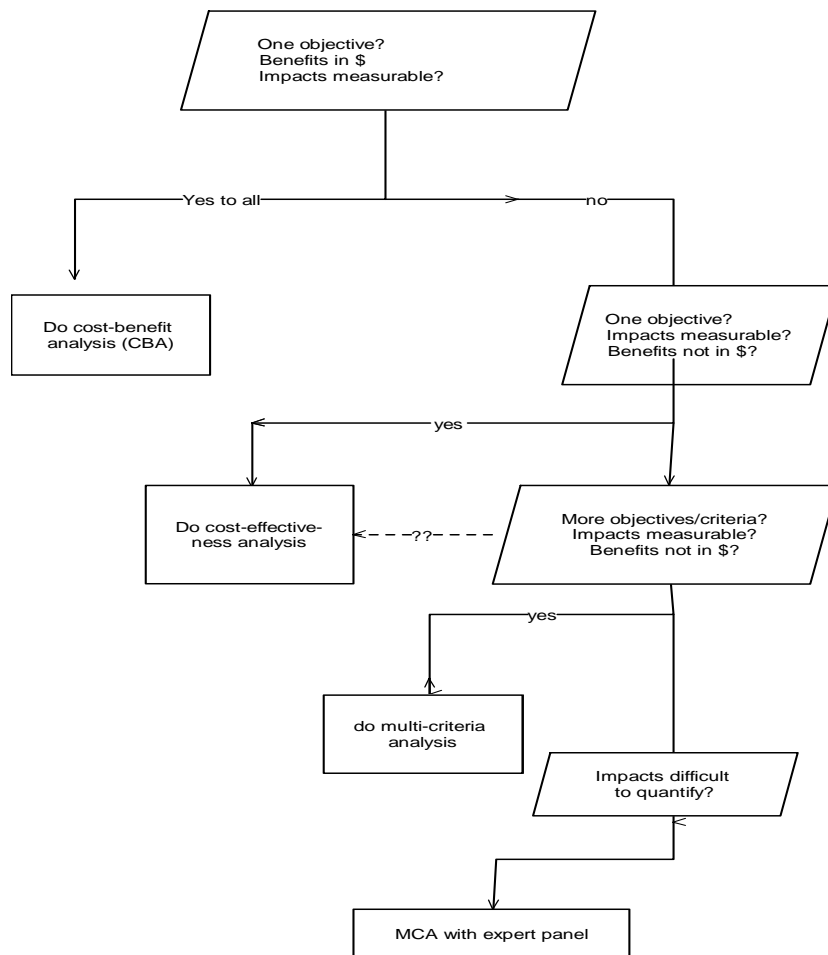 One objective?
Benefits in $
Impacts measurable?
Yes to all
no
Do cost-benefit
analysis (CBA)
One objective?
Impacts measurable?
Benefits not in $?
yes
Do cost-effective-
ness analysis
??
More objectives/criteria?
Impacts measurable?
Benefits not in $?
yes
do multi-criteria
analysis
Impacts difficult
to quantify?
MCA with expert panel